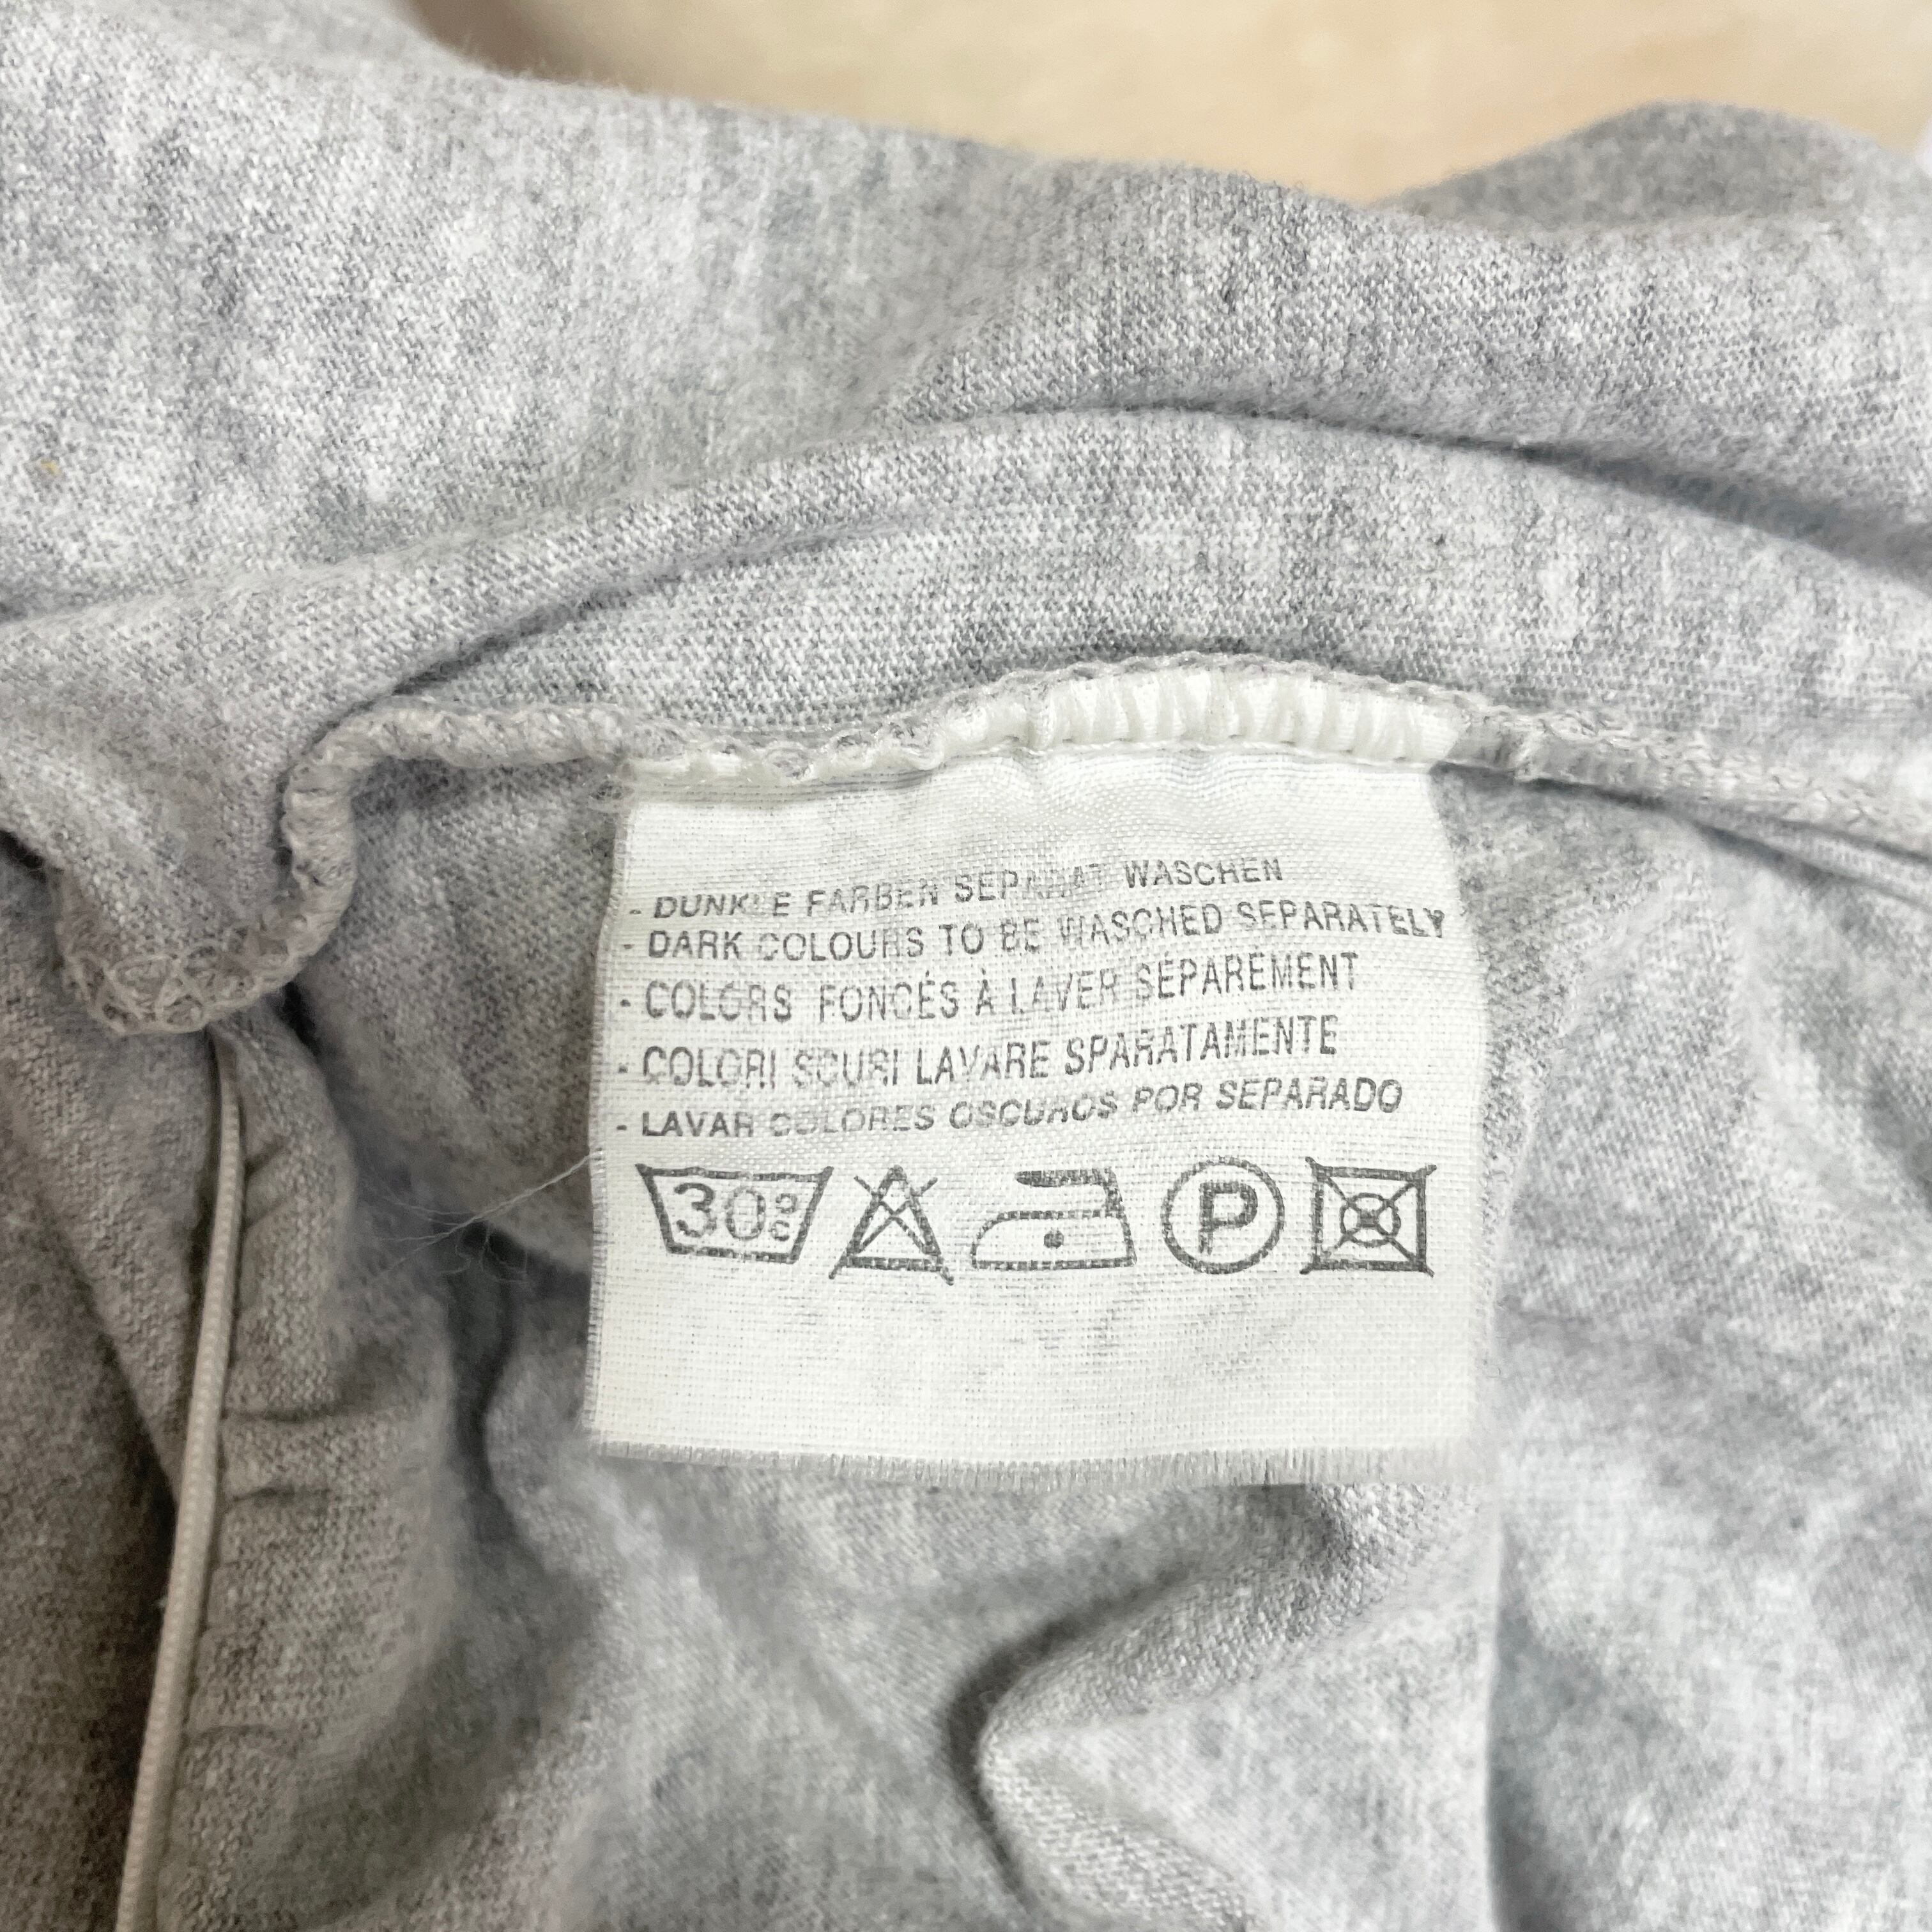 - DUNKLE FARBEN SEPARAT WASCHEN
- DARK COLOURS TO BE WASCHED SEPARATELY
- COLORS FONCÉS À LAVER SÉPARÉMENT
- COLORI SCURI LAVARE SPARATAMENTE
- LAVAR COLORES OSCUROS POR SEPARADO
30°C P